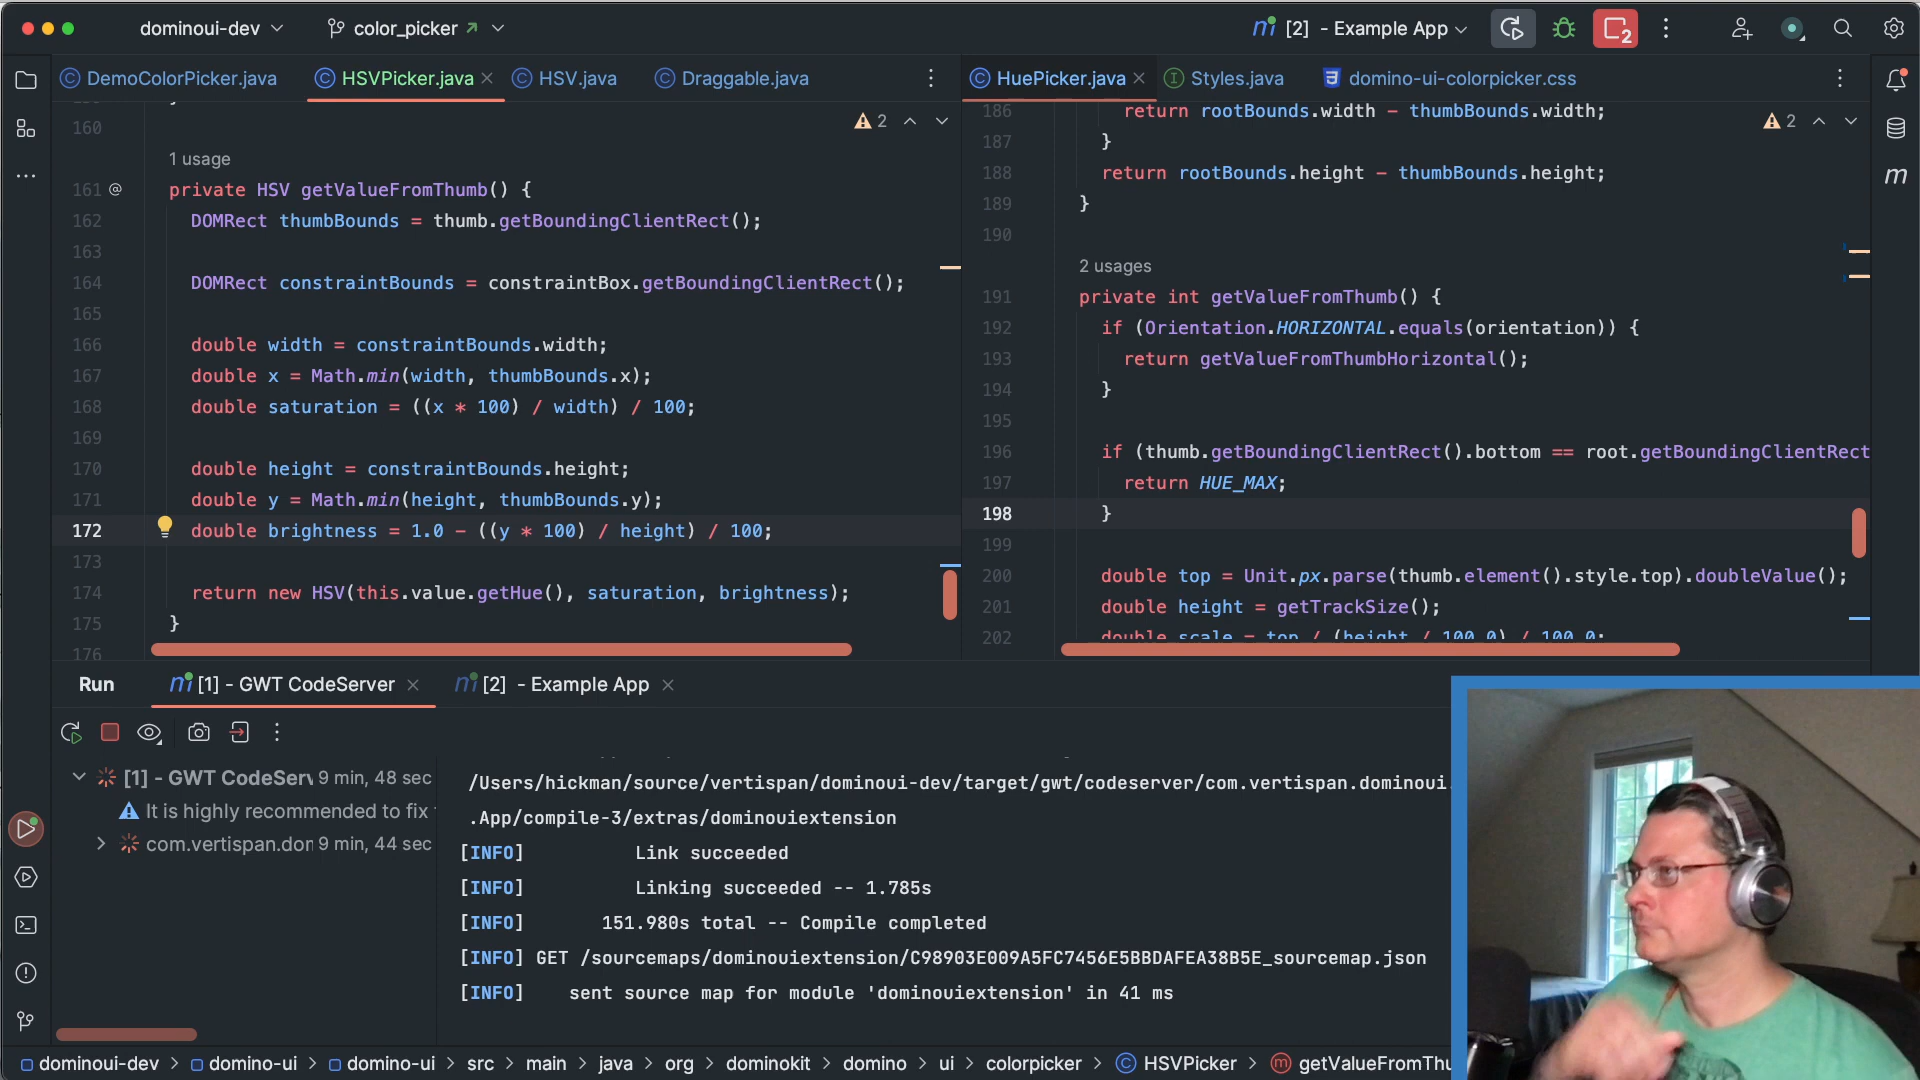 dominoui-dev
color_picker
[2] - Example App
2
DemoColorPicker.java
HSVPicker.java
HSV.java
Draggable.java
HuePicker.java
Styles.java
domino-ui-colorpicker.css
2
160
1 usage
161 @ private HSV getValueFromThumb() {
162 DOMRect thumbBounds = thumb.getBoundingClientRect();
163
164 DOMRect constraintBounds = constraintBox.getBoundingClientRect();
165
166 double width = constraintBounds.width;
167 double x = Math.min(width, thumbBounds.x);
168 double saturation = ((x * 100) / width) / 100;
169
170 double height = constraintBounds.height;
171 double y = Math.min(height, thumbBounds.y);
172 double brightness = 1.0 - ((y * 100) / height) / 100;
173
174 return new HSV(this.value.getHue(), saturation, brightness);
175 }
176
2
186 return rootBounds.width - thumbBounds.width;
187 }
188 return rootBounds.height - thumbBounds.height;
189 }
190
2 usages
191 private int getValueFromThumb() {
192 if (Orientation.HORIZONTAL.equals(orientation)) {
193 return getValueFromThumbHorizontal();
194 }
195
196 if (thumb.getBoundingClientRect().bottom == root.getBoundingClientRect
197 return HUE_MAX;
198 }
199
200 double top = Unit.px.parse(thumb.element().style.top).doubleValue();
201 double height = getTrackSize();
202 double scale = top / (height / 100.0) / 100.0;
Run
[1] - GWT CodeServer
[2] - Example App
[1] - GWT CodeServ 9 min, 48 sec
It is highly recommended to fix
com.vertispan.don 9 min, 44 sec
/Users/hickman/source/vertispan/dominoui-dev/target/gwt/codeserver/com.vertispan.dominoui.
.App/compile-3/extras/dominouiextension
[INFO] Link succeeded
[INFO] Linking succeeded -- 1.785s
[INFO] 151.980s total -- Compile completed
[INFO] GET /sourcemaps/dominouiextension/C98903E009A5FC7456E5BBDAFEA38B5E_sourcemap.json
[INFO] sent source map for module 'dominouiextension' in 41 ms
dominoui-dev > domino-ui > domino-ui > src > main > java > org > dominokit > domino > ui > colorpicker > HSVPicker > getValueFromThu